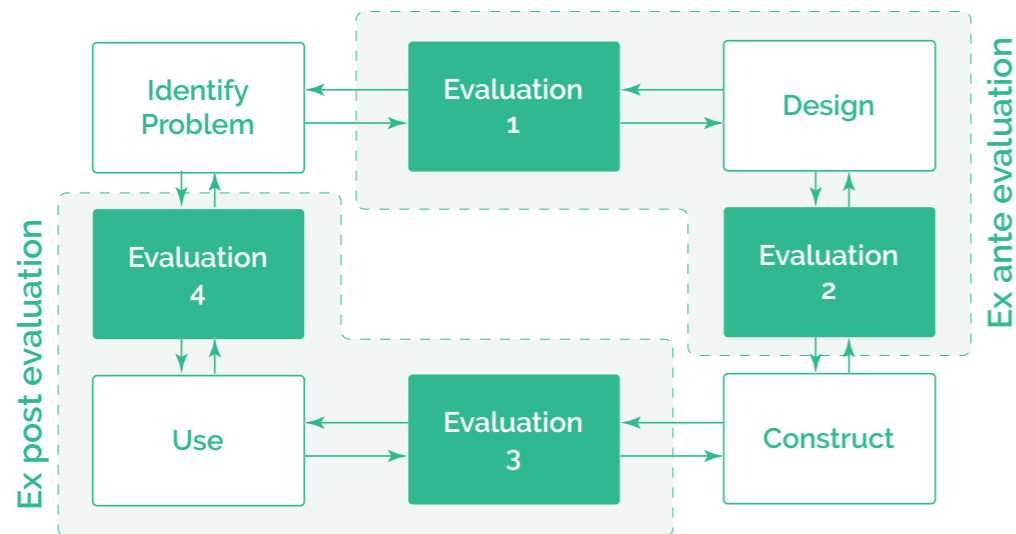 Identify
Problem
Evaluation
1
Design
Ex ante evaluation
Evaluation
4
Evaluation
2
Ex post evaluation
Use
Evaluation
3
Construct